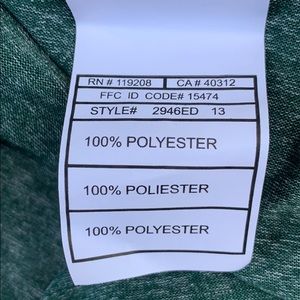 RN # 119208 CA # 40312
FFC ID CODE# 15474
STYLE# 2946ED 13
100% POLYESTER
100% POLIESTER
100% POLYESTER